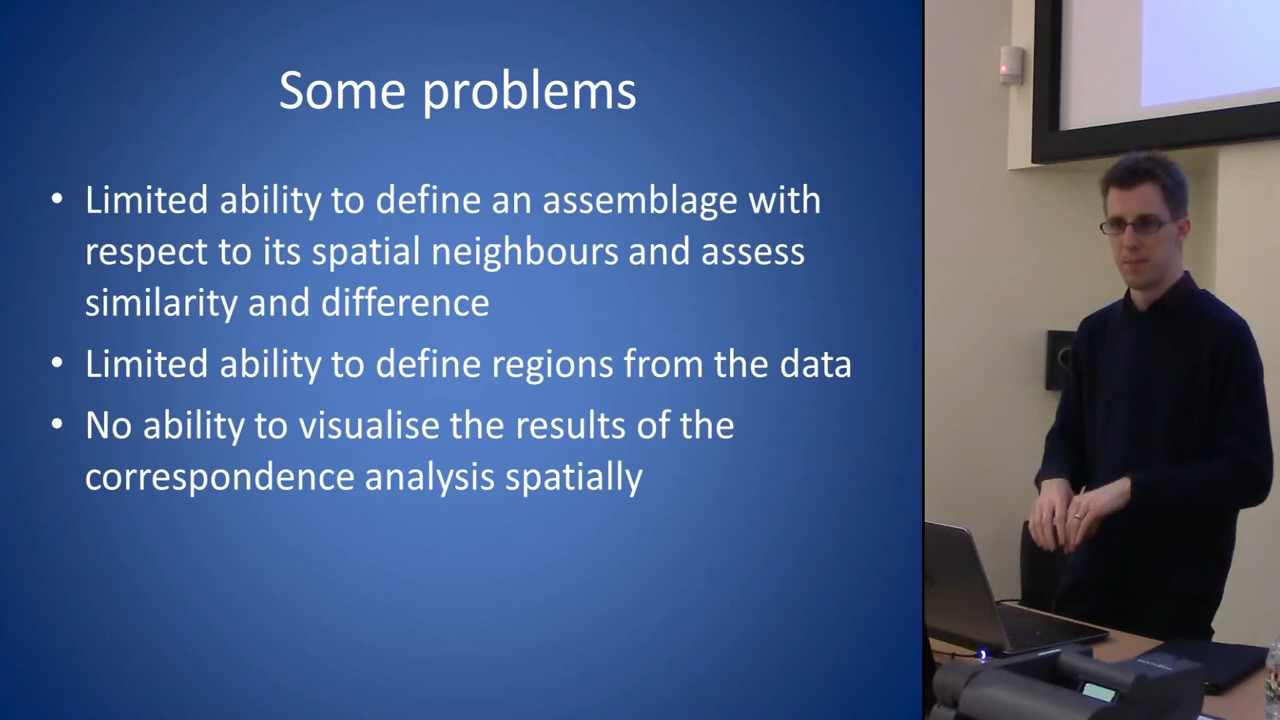 Some problems
• Limited ability to define an assemblage with
respect to its spatial neighbours and assess
similarity and difference
• Limited ability to define regions from the data
• No ability to visualise the results of the
correspondence analysis spatially